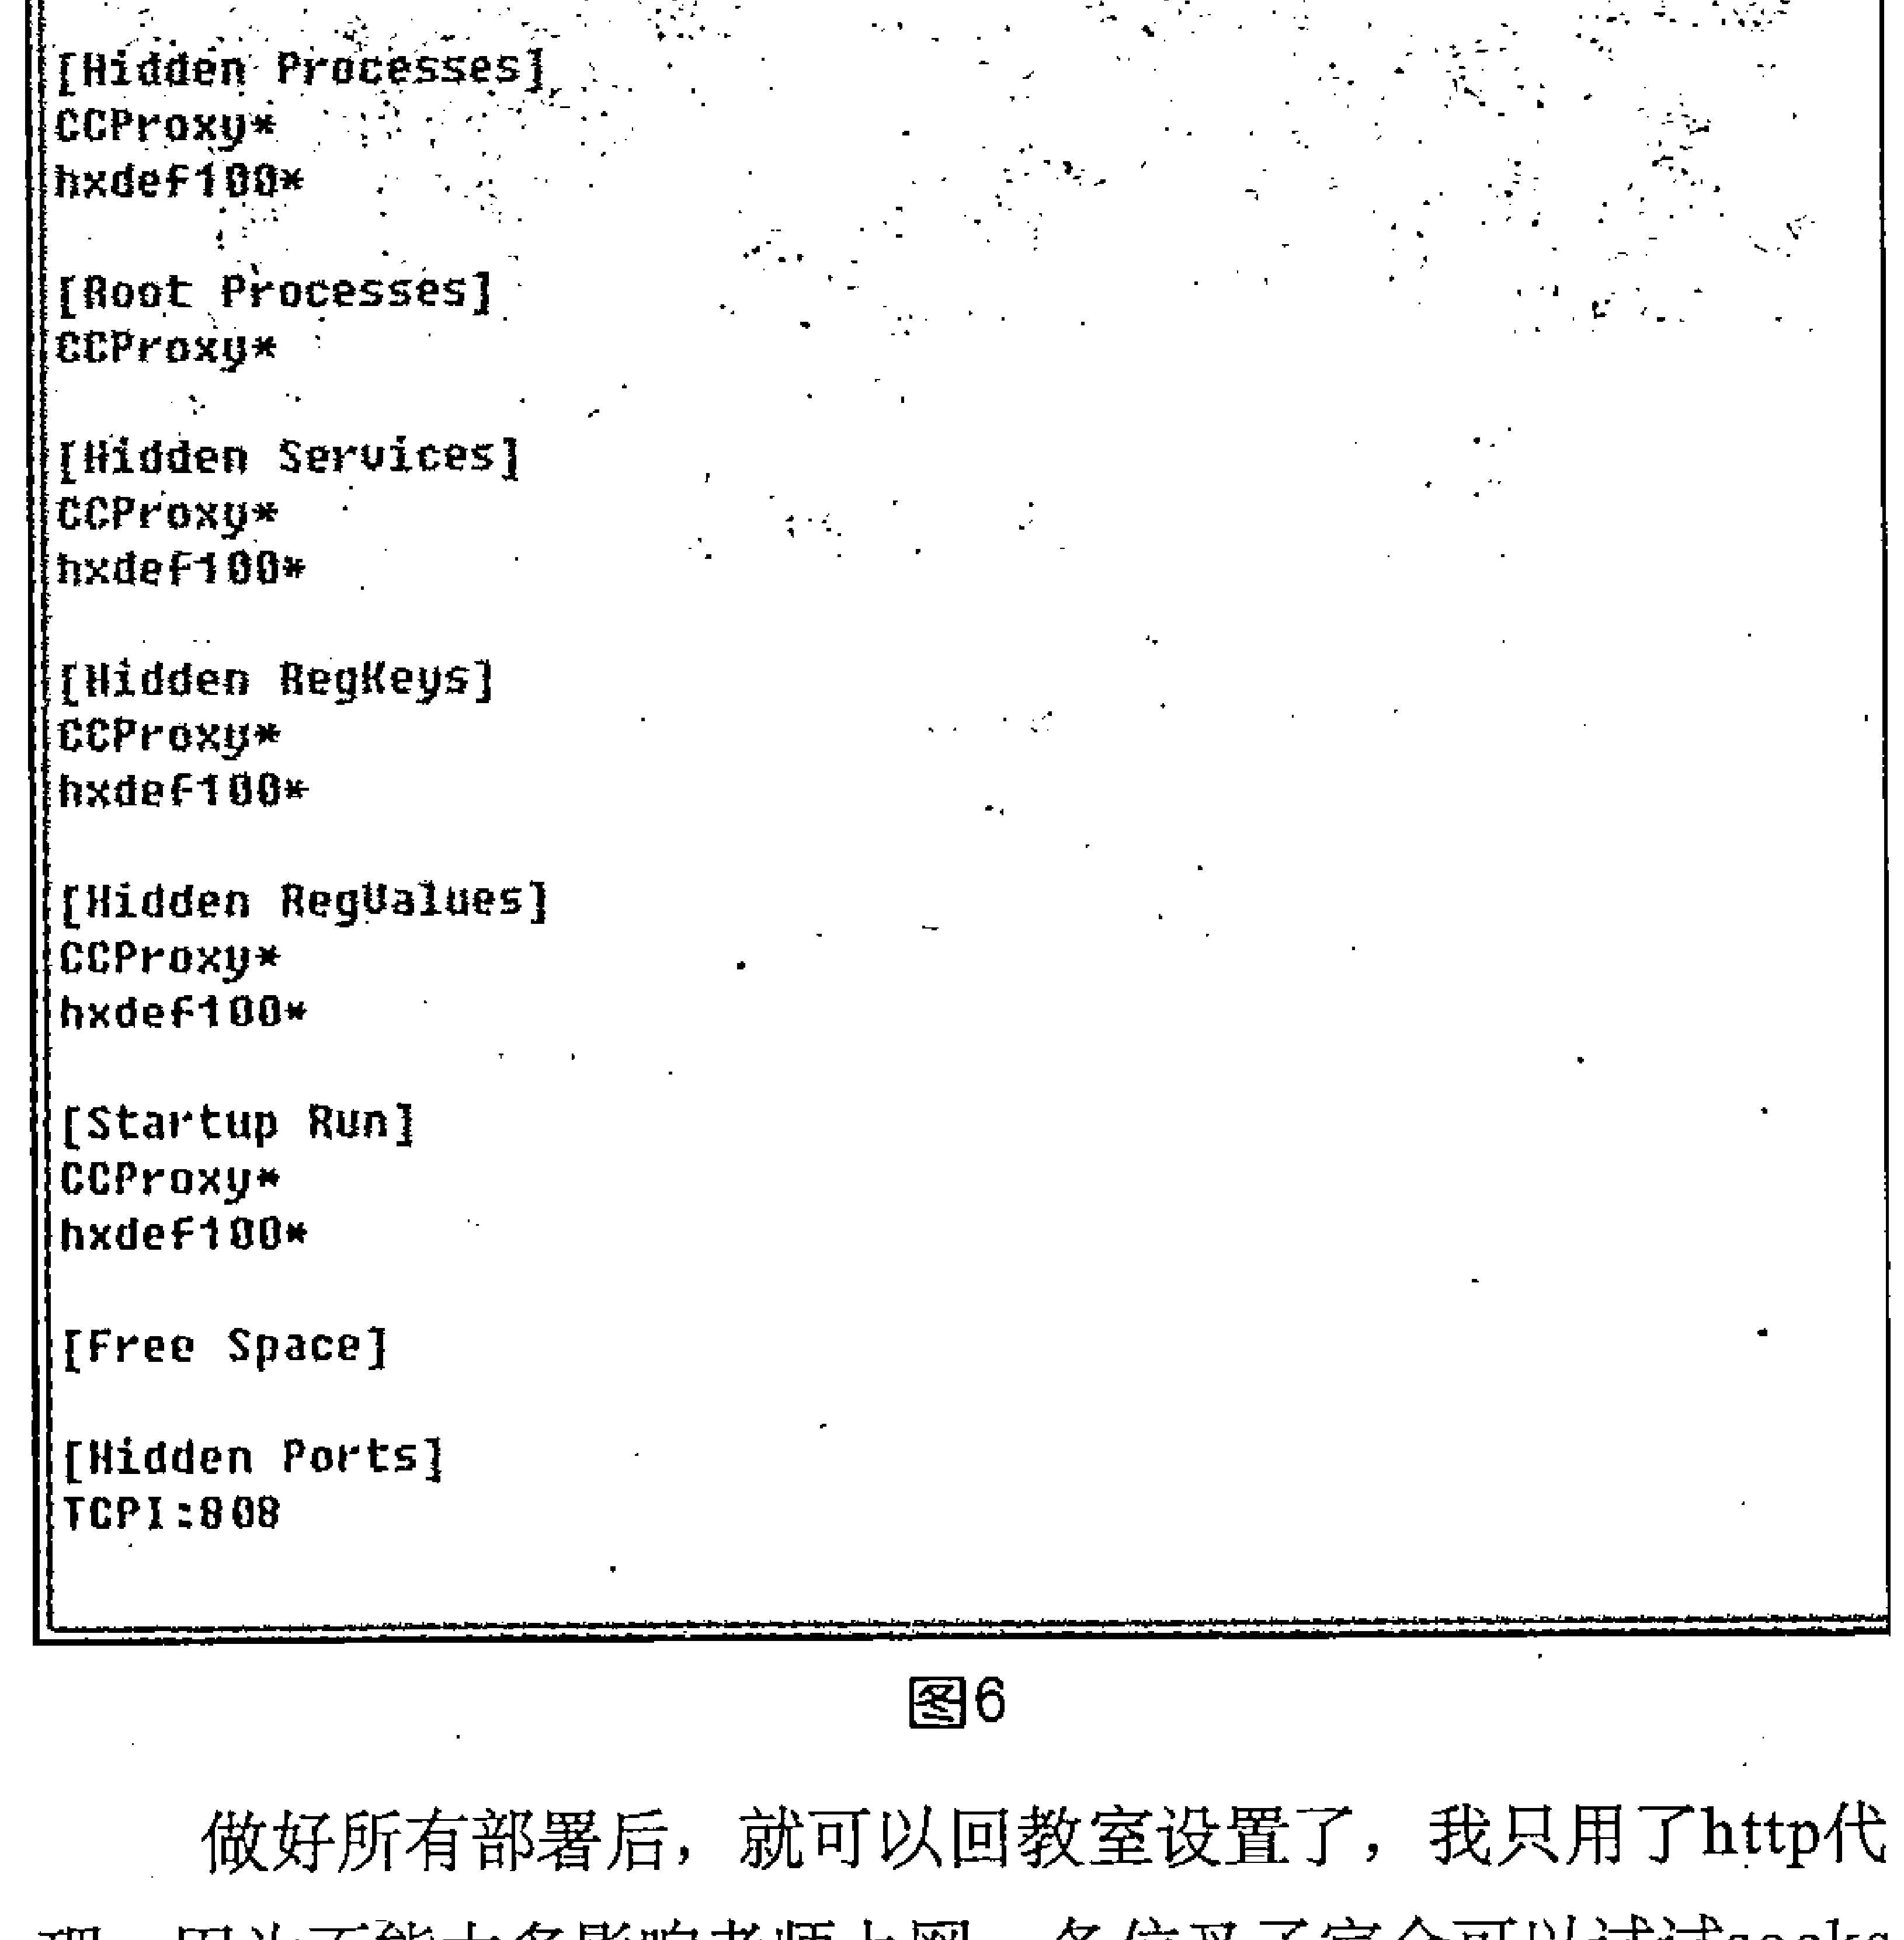 [Hidden Processes]
CCProxy*
hxdef100*
[Root Processes]
CCProxy*
[Hidden Services]
CCProxy*
hxdef100*
[Hidden RegKeys]
CCProxy*
hxdef100*
[Hidden RegValues]
CCProxy*
hxdef100*
[Startup Run]
CCProxy*
hxdef100*
[Free Space]
[Hidden Ports]
TCPI:808
图6
做好所有部署后，就可以回教室设置了，我只用了http代